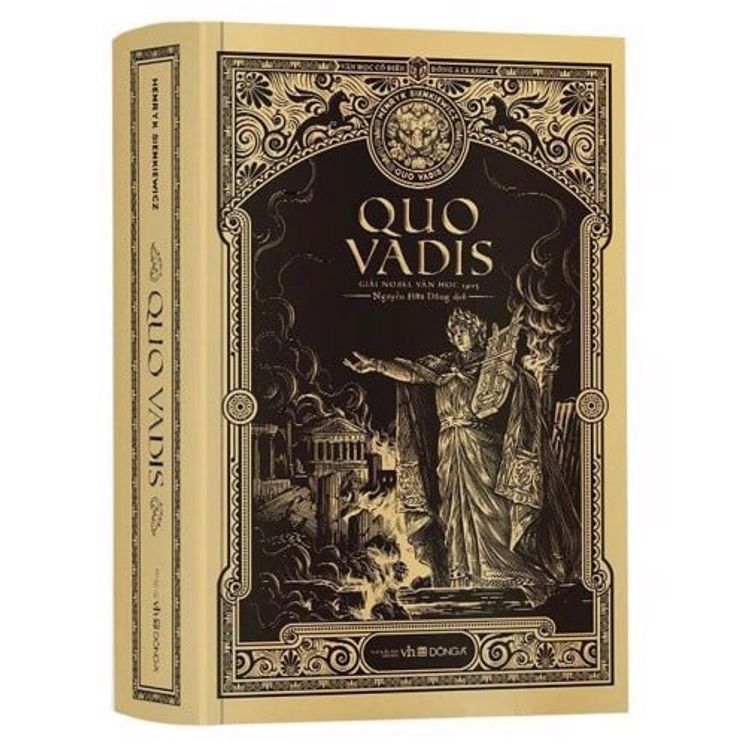 VĂN HỌC CỔ ĐIỂN
ĐÔNG A CLASSICS
HENRYK SIENKIEWICZ
QUO VADIS
QUO
VADIS
GIẢI NOBEL VĂN HỌC 1905
Nguyễn Hữu Dũng dịch
vh ĐÔNG A
HENRYK SIENKIEWICZ
QUO VADIS
vh ĐÔNG A